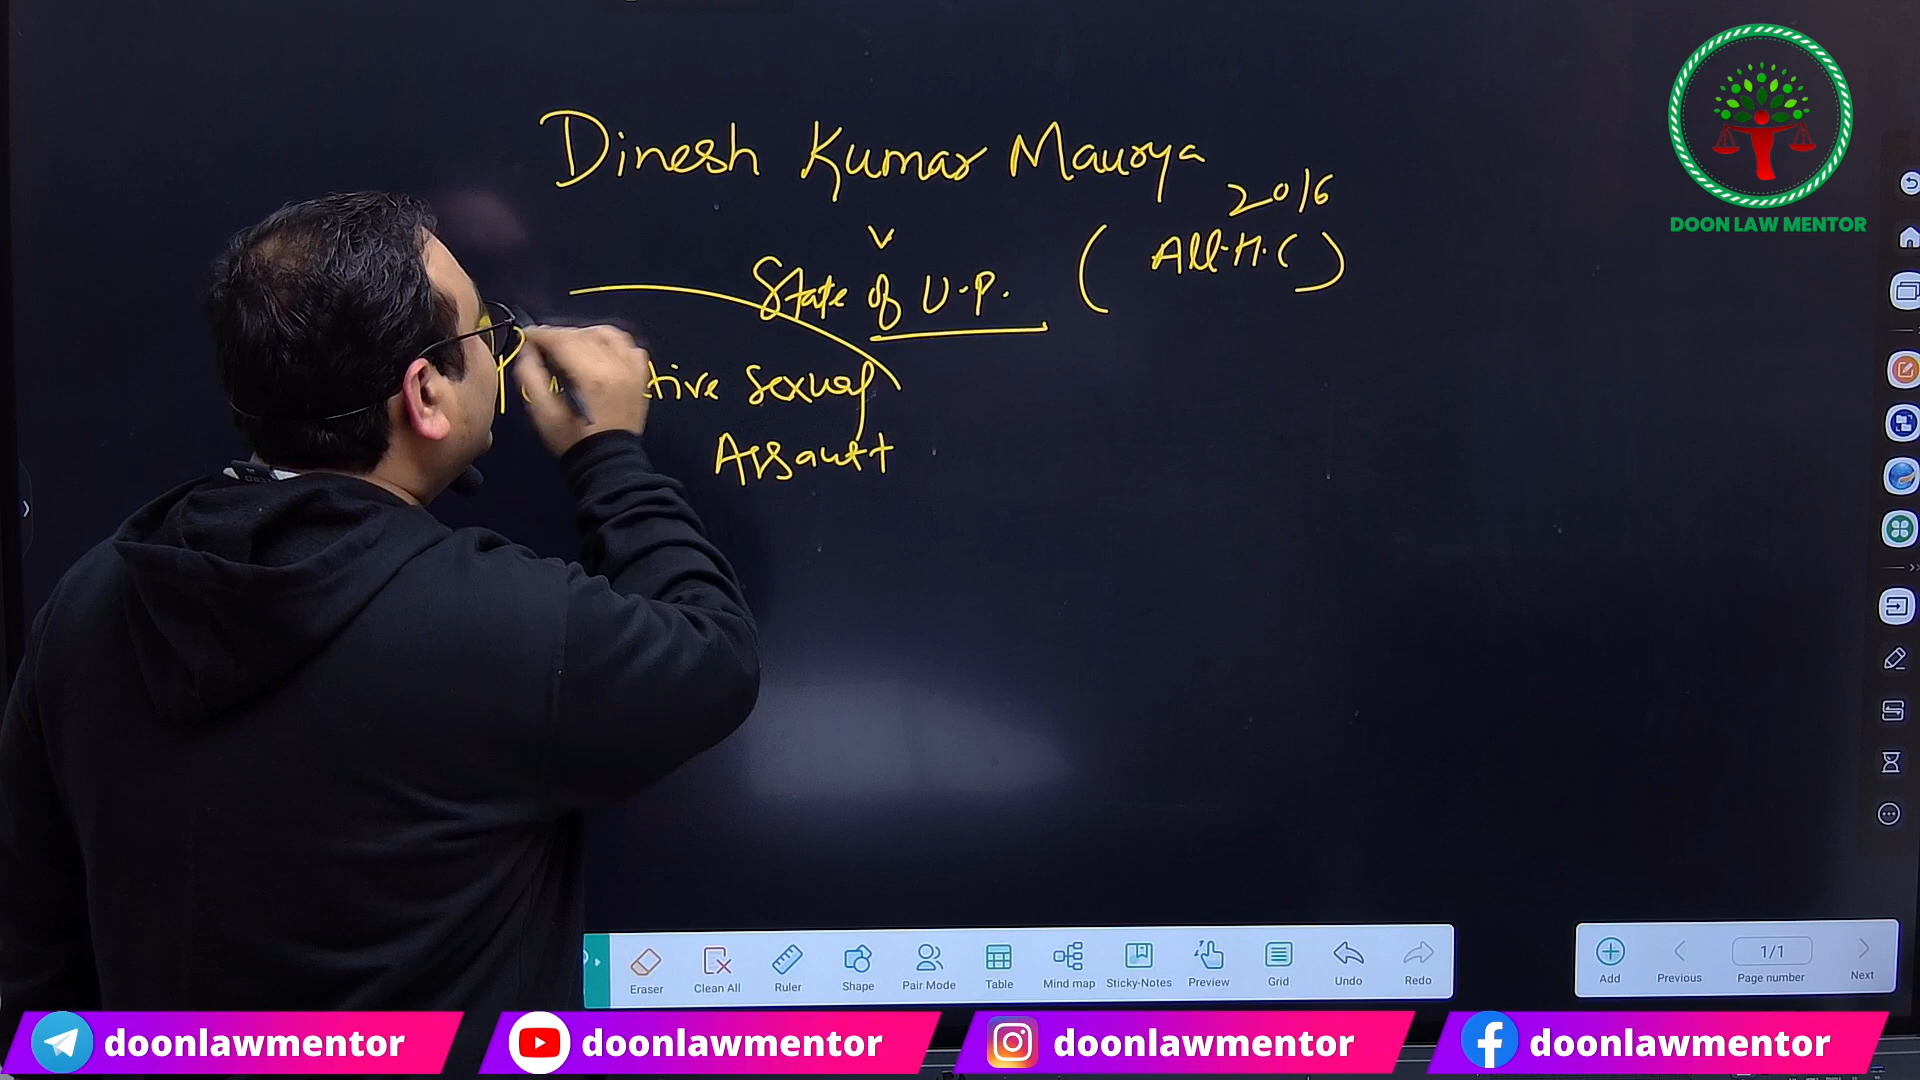 Dinesh Kumar Maurya
2016
v
State of U.P. (All. H.C)
tive sexual
Assault
DOON LAW MENTOR
Eraser
Clean All
Ruler
Shape
Pair Mode
Table
Mind map
Sticky-Notes
Preview
Grid
Undo
Redo
Add
Previous
1/1
Page number
Next
doonlawmentor
doonlawmentor
doonlawmentor
doonlawmentor